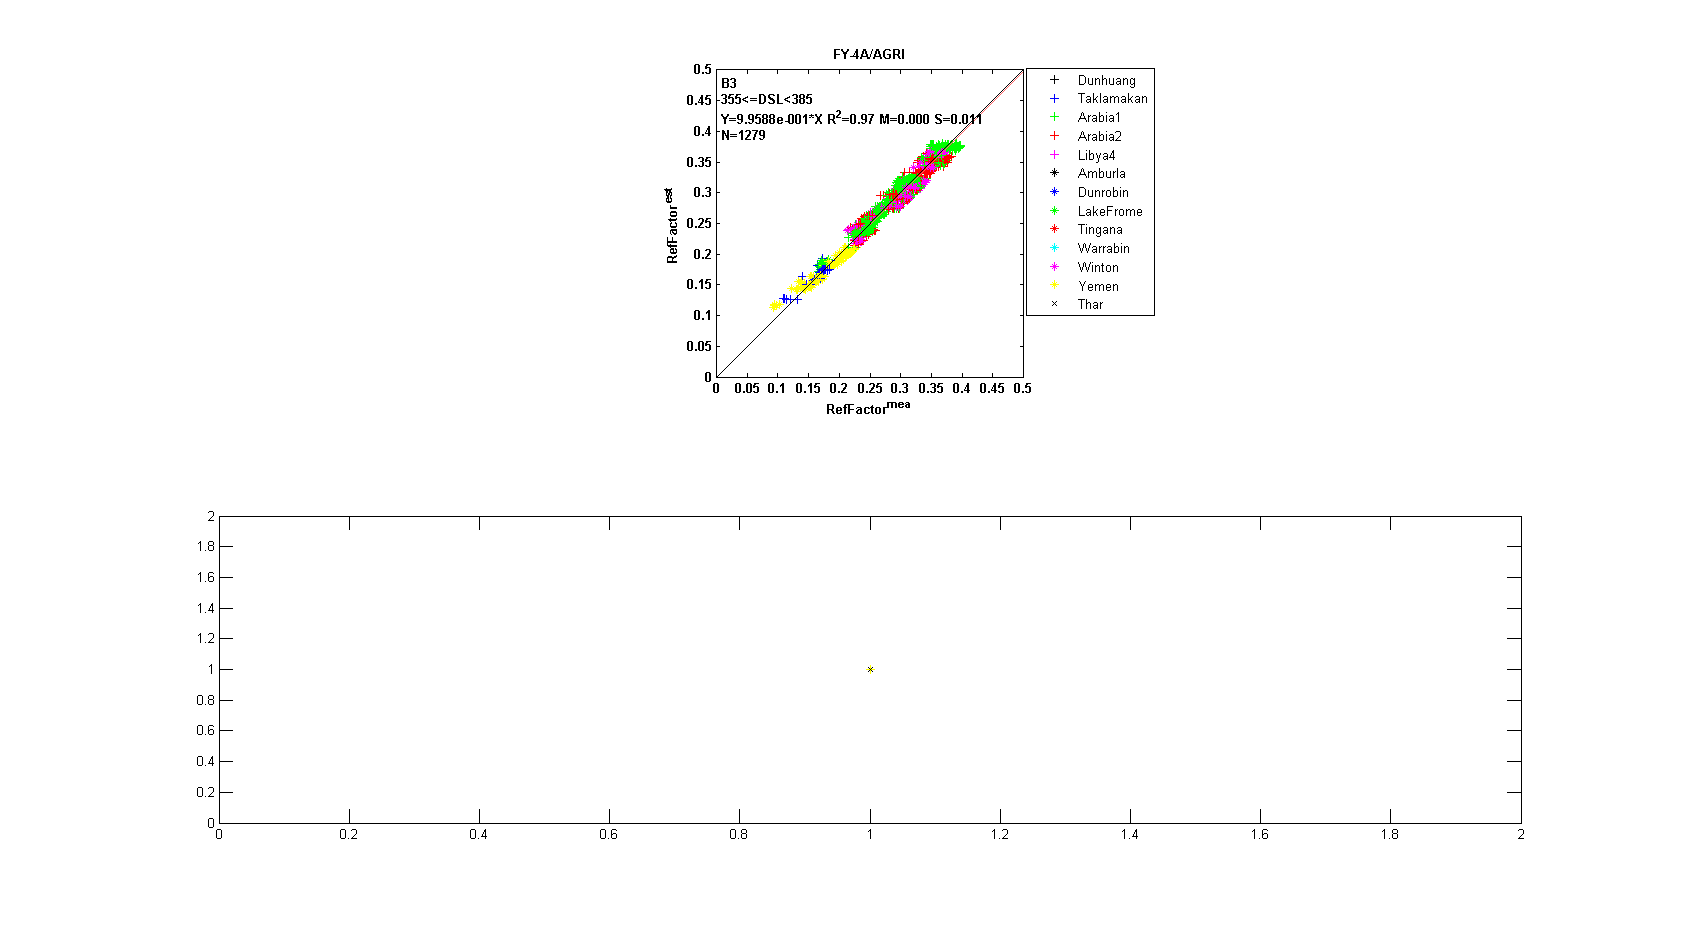 FY-4A/AGRI
B3
355<=DSL<385
Y=9.9588e-001*X R2=0.97 M=0.000 S=0.011
N=1279
0.5
0.45
0.4
0.35
0.3
0.25
0.2
0.15
0.1
0.05
0
RefFactorest
0 0.05 0.1 0.15 0.2 0.25 0.3 0.35 0.4 0.45 0.5
RefFactormea
Dunhuang
Taklamakan
Arabia1
Arabia2
Libya4
Amburla
Dunrobin
LakeFrome
Tingana
Warrabin
Winton
Yemen
Thar
2
1.8
1.6
1.4
1.2
1
0.8
0.6
0.4
0.2
0
0 0.2 0.4 0.6 0.8 1 1.2 1.4 1.6 1.8 2